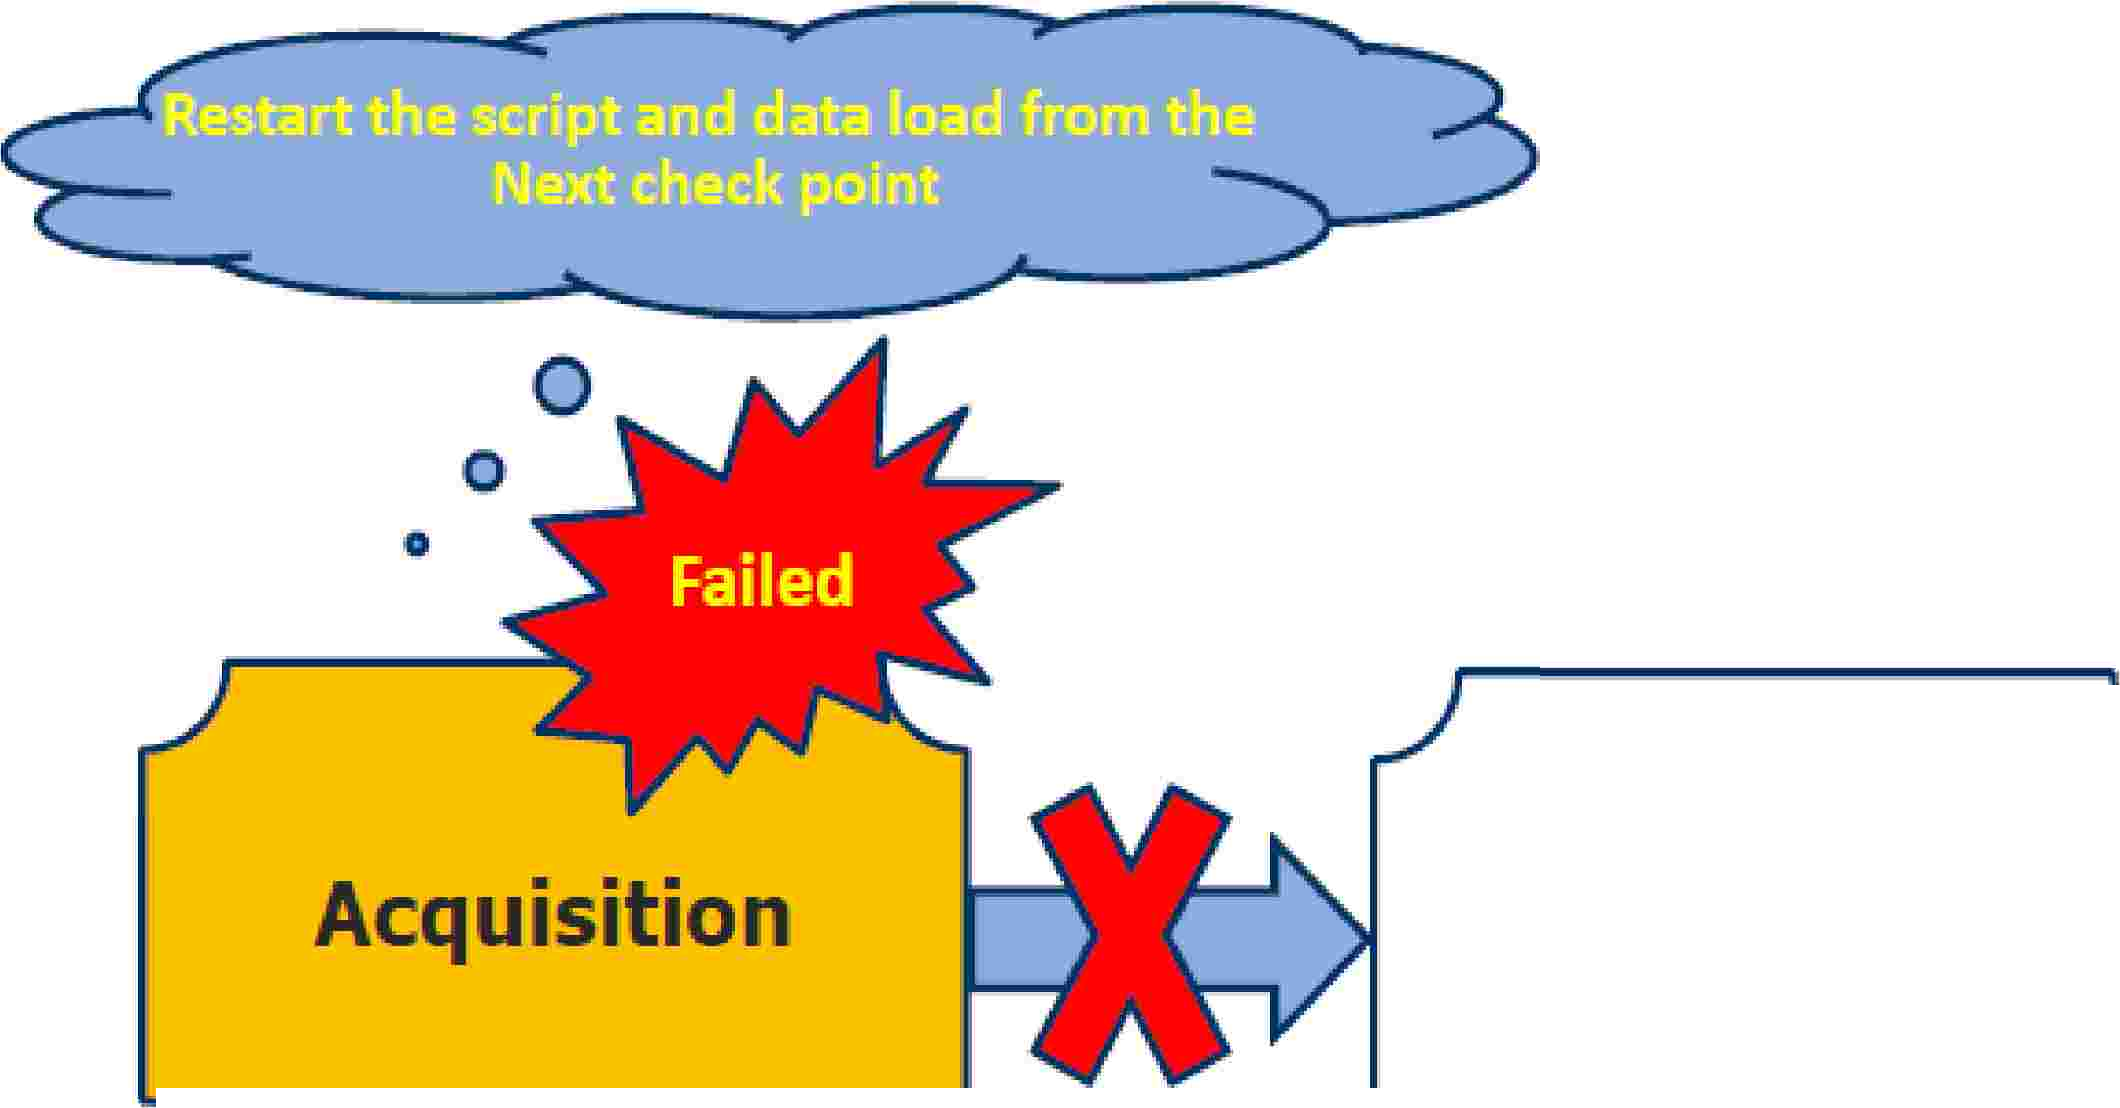 Restart the script and data load from the
Next check point
Failed
Acquisition